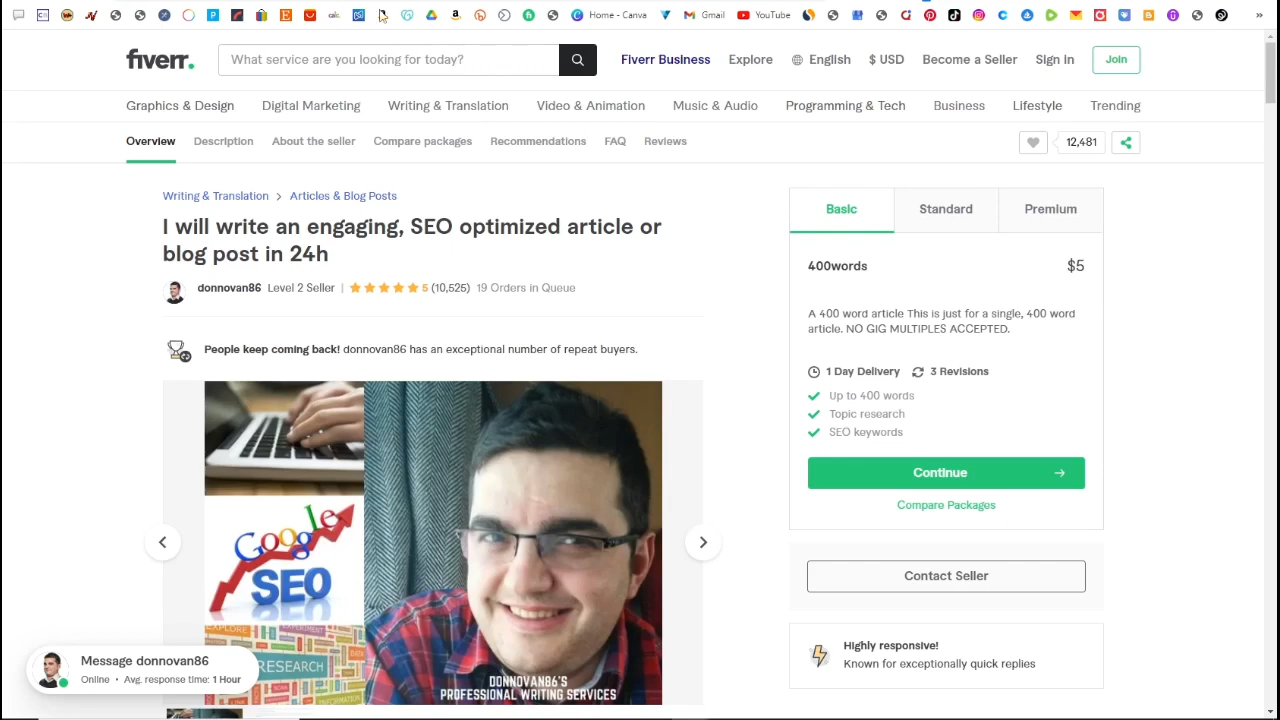 calc
Home - Canva
Gmail
YouTube
»
fiverr.
What service are you looking for today?
Fiverr Business
Explore
English
$ USD
Become a Seller
Sign In
Join
Graphics & Design
Digital Marketing
Writing & Translation
Video & Animation
Music & Audio
Programming & Tech
Business
Lifestyle
Trending
Overview
Description
About the seller
Compare packages
Recommendations
FAQ
Reviews
12,481
Writing & Translation > Articles & Blog Posts
I will write an engaging, SEO optimized article or
blog post in 24h
donnovan86 Level 2 Seller | 5 (10,525) 19 Orders in Queue
People keep coming back! donnovan86 has an exceptional number of repeat buyers.
Google
SEO
EXPLORE
EXPERIMENT
RESEARCH
INFORMATION
DONNOVAN86'S
PROFESSIONAL WRITING SERVICES
Message donnovan86
Online • Avg. response time: 1 Hour
Basic
Standard
Premium
400words $5
A 400 word article This is just for a single, 400 word
article. NO GIG MULTIPLES ACCEPTED.
1 Day Delivery 3 Revisions
Up to 400 words
Topic research
SEO keywords
Continue
Compare Packages
Contact Seller
Highly responsive!
Known for exceptionally quick replies